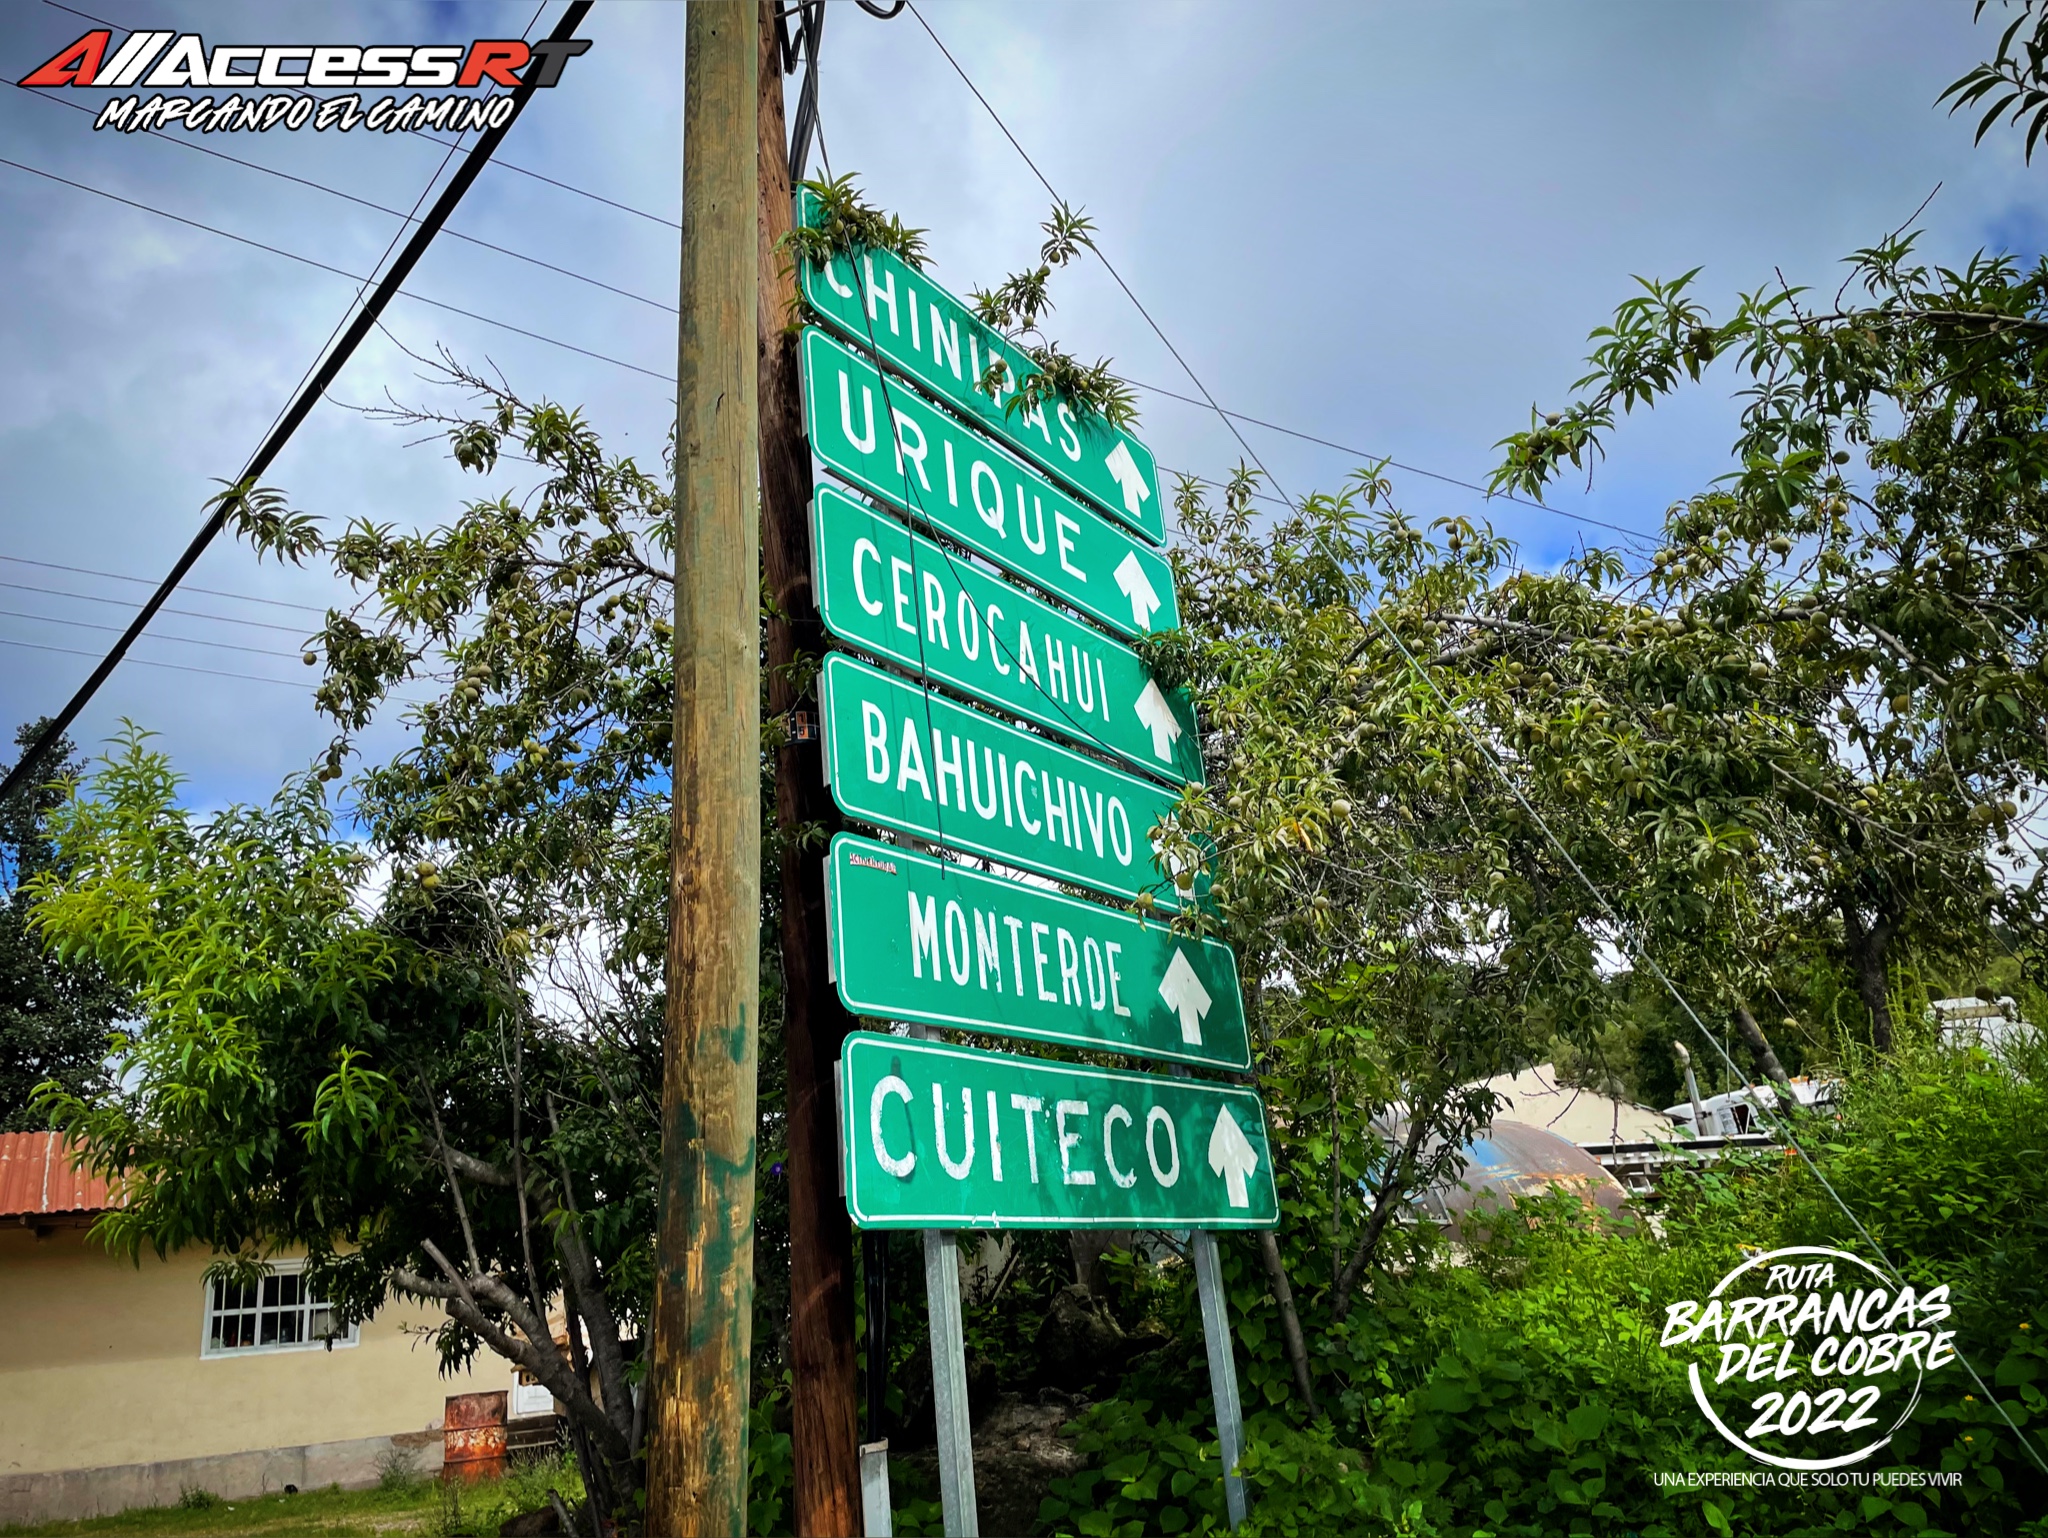 AllAccessRT
MARCANDO EL CAMINO
CHINIPAS
URIQUE
CEROCAHUI
BAHUICHIVO
ACTIVENTURA
MONTERDE
CUITECO
RUTA
BARRANCAS
DEL COBRE
2022
UNA EXPERIENCIA QUE SOLO TU PUEDES VIVIR